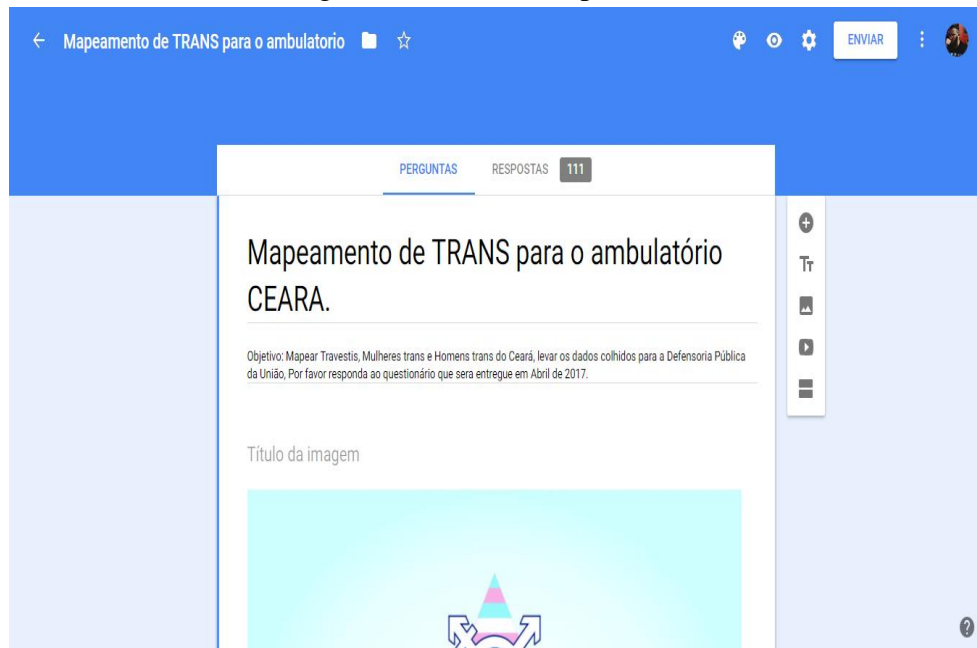 Mapeamento de TRANS para o ambulatorio
ENVIAR
PERGUNTAS RESPOSTAS 111
Mapeamento de TRANS para o ambulatório
CEARA.
Objetivo: Mapear Travestis, Mulheres trans e Homens trans do Ceará, levar os dados colhidos para a Defensoria Pública
da União, Por favor responda ao questionário que sera entregue em Abril de 2017.
Título da imagem